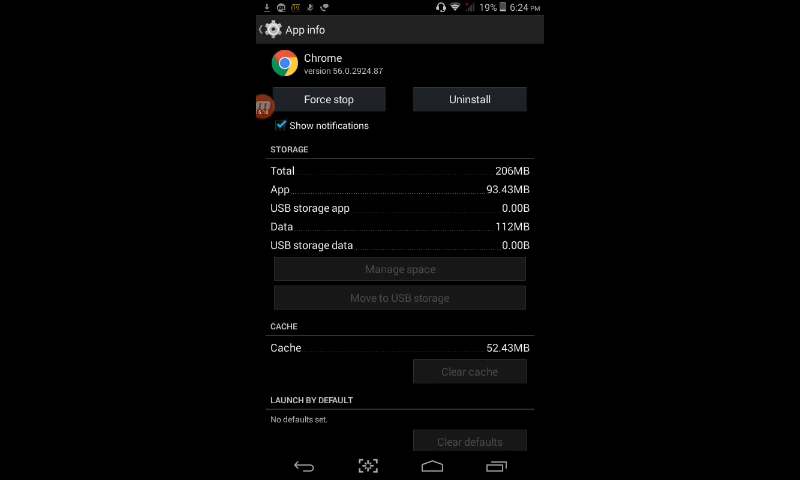 19% 6:24 PM
App info
Chrome
version 56.0.2924.87
Force stop Uninstall
Show notifications
STORAGE
Total 206MB
App 93.43MB
USB storage app 0.00B
Data 112MB
USB storage data 0.00B
Manage space
Move to USB storage
CACHE
Cache 52.43MB
Clear cache
LAUNCH BY DEFAULT
No defaults set.
Clear defaults